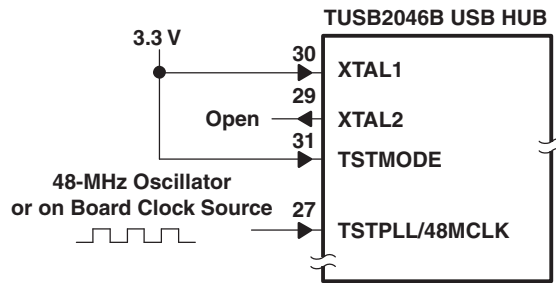 TUSB2046B USB HUB
3.3 V
30
XTAL1
29
Open
XTAL2
31
TSTMODE
48-MHz Oscillator
or on Board Clock Source
27
TSTPLL/48MCLK